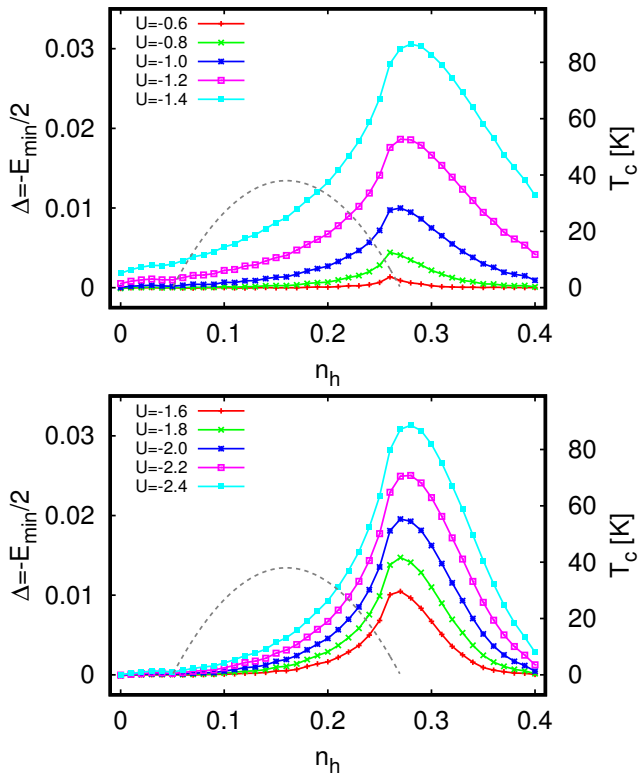 U=-0.6
U=-0.8
U=-1.0
U=-1.2
U=-1.4
0.03
0.02
0.01
0
Δ=-E_min/2
80
60
40
20
0
T_c [K]
0 0.1 0.2 0.3 0.4
n_h
U=-1.6
U=-1.8
U=-2.0
U=-2.2
U=-2.4
0.03
0.02
0.01
0
Δ=-E_min/2
80
60
40
20
0
T_c [K]
0 0.1 0.2 0.3 0.4
n_h